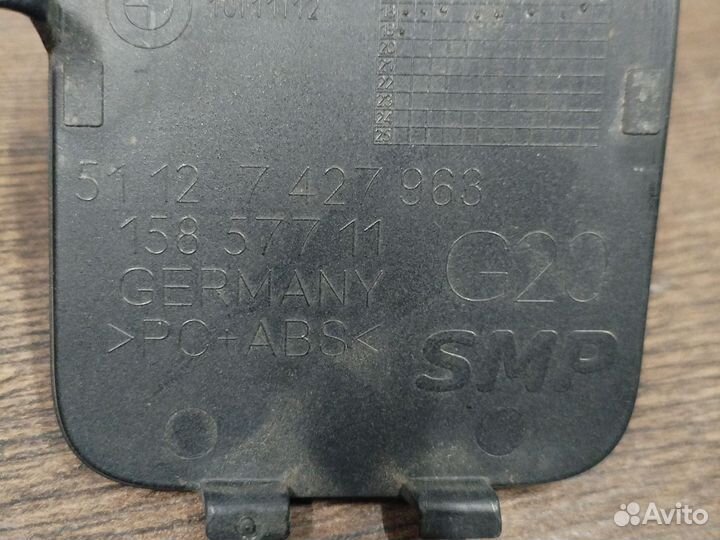 51 12 7 427 963
158 577 11
GERMANY
G20
>PC+ABS<
SMP
Avito